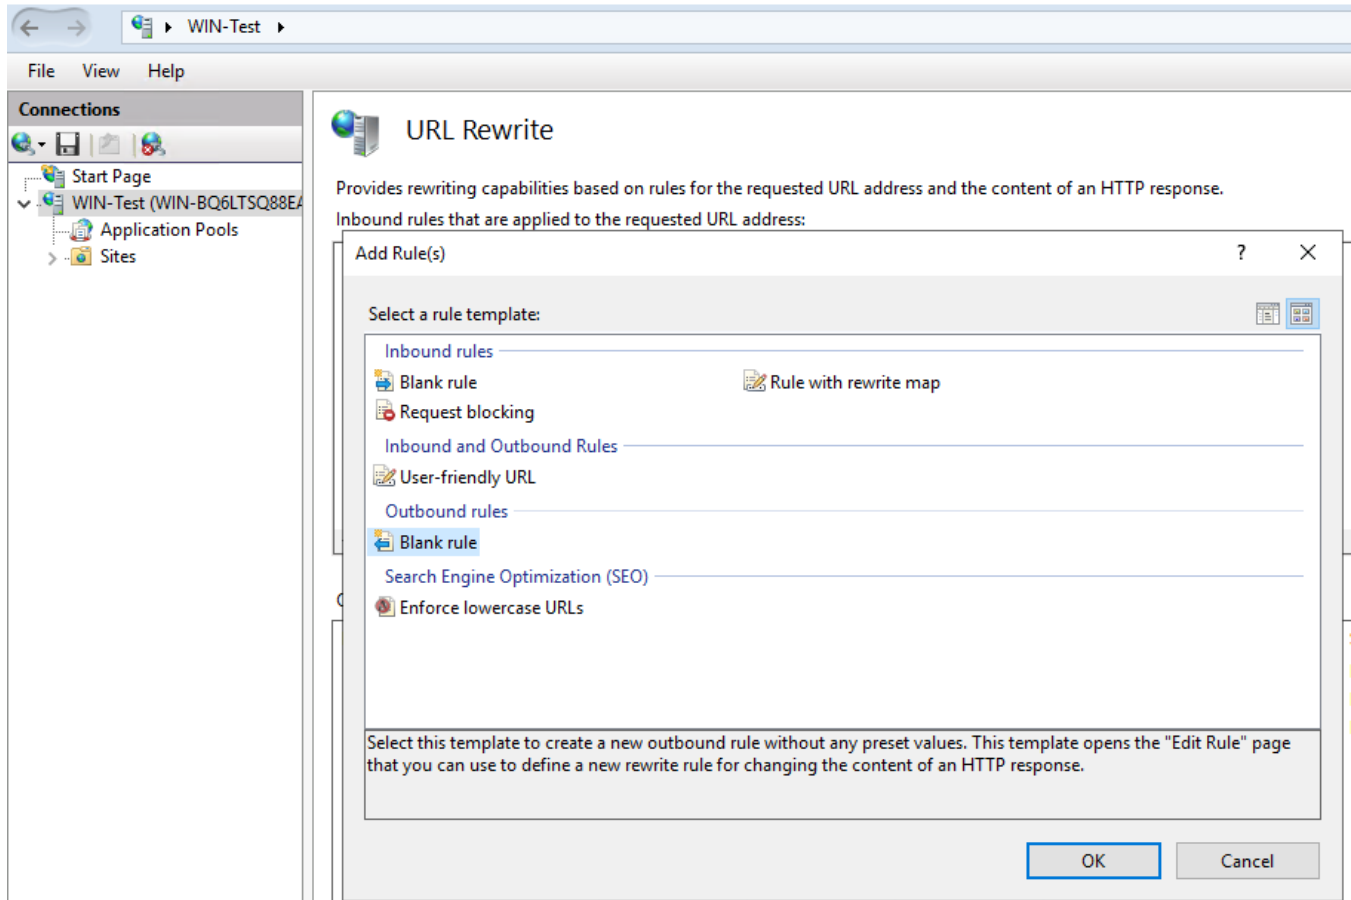 WIN-Test
File View Help
Connections
Start Page
WIN-Test (WIN-BQ6LTSQ88EA
Application Pools
Sites
URL Rewrite
Provides rewriting capabilities based on rules for the requested URL address and the content of an HTTP response.
Inbound rules that are applied to the requested URL address:
Add Rule(s) ?
Select a rule template:
Inbound rules
Blank rule Rule with rewrite map
Request blocking
Inbound and Outbound Rules
User-friendly URL
Outbound rules
Blank rule
Search Engine Optimization (SEO)
Enforce lowercase URLs
Select this template to create a new outbound rule without any preset values. This template opens the "Edit Rule" page
that you can use to define a new rewrite rule for changing the content of an HTTP response.
OK Cancel